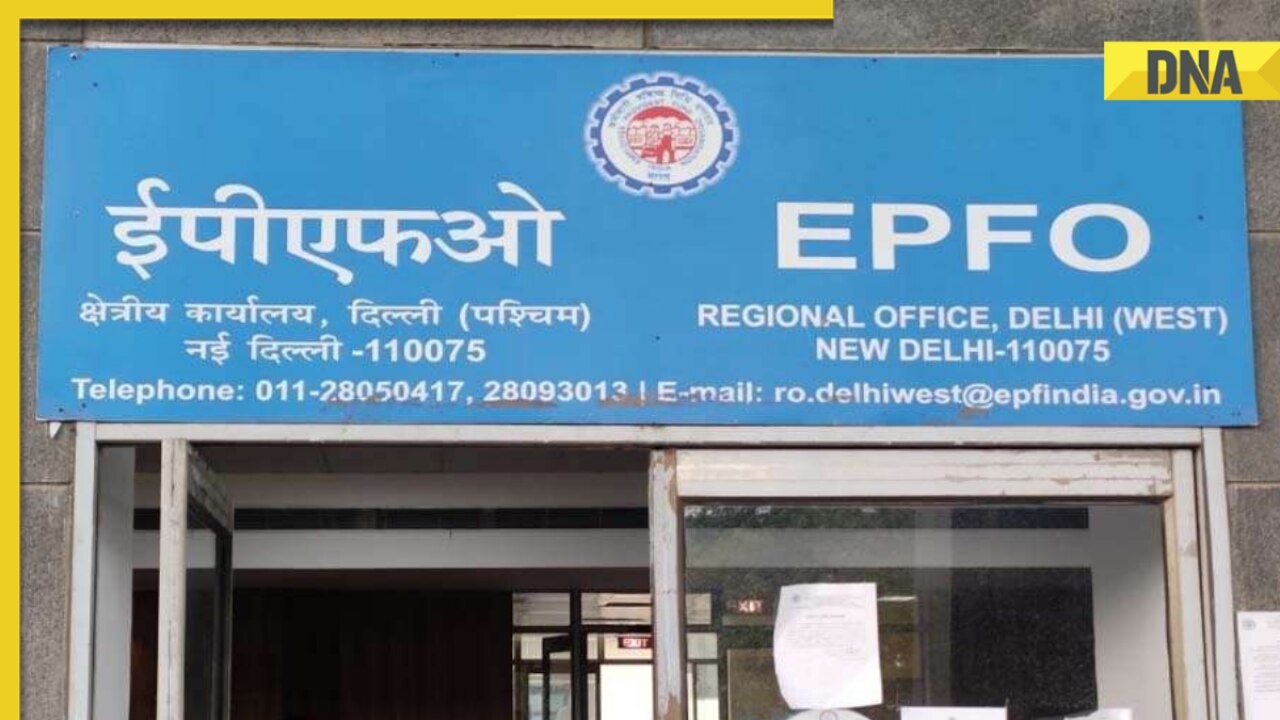 DNA
ईपीएफओ
क्षेत्रीय कार्यालय, दिल्ली (पश्चिम)
नई दिल्ली -110075
EPFO
REGIONAL OFFICE, DELHI (WEST)
NEW DELHI-110075
Telephone: 011-28050417, 28093013 | E-mail: ro.delhiwest@epfindia.gov.in
EXIT